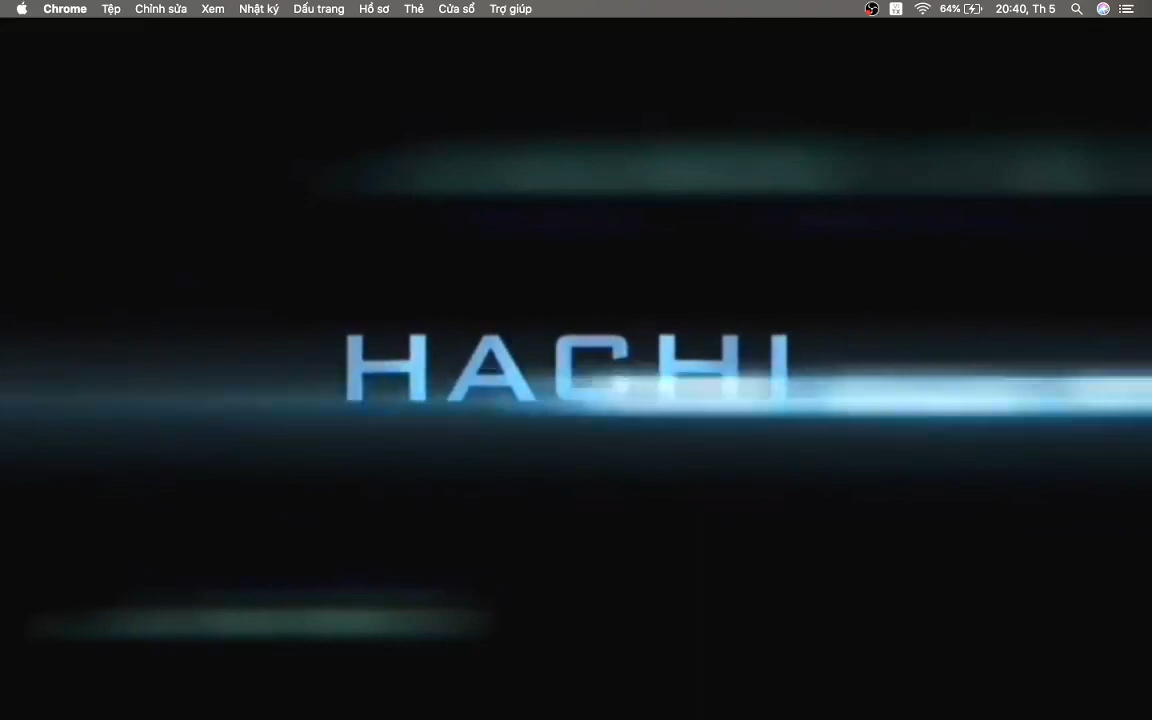 Chrome Tệp Chỉnh sửa Xem Nhật ký Dấu trang Hồ sơ Thẻ Cửa sổ Trợ giúp 64% 20:40, Th 5
HACHI